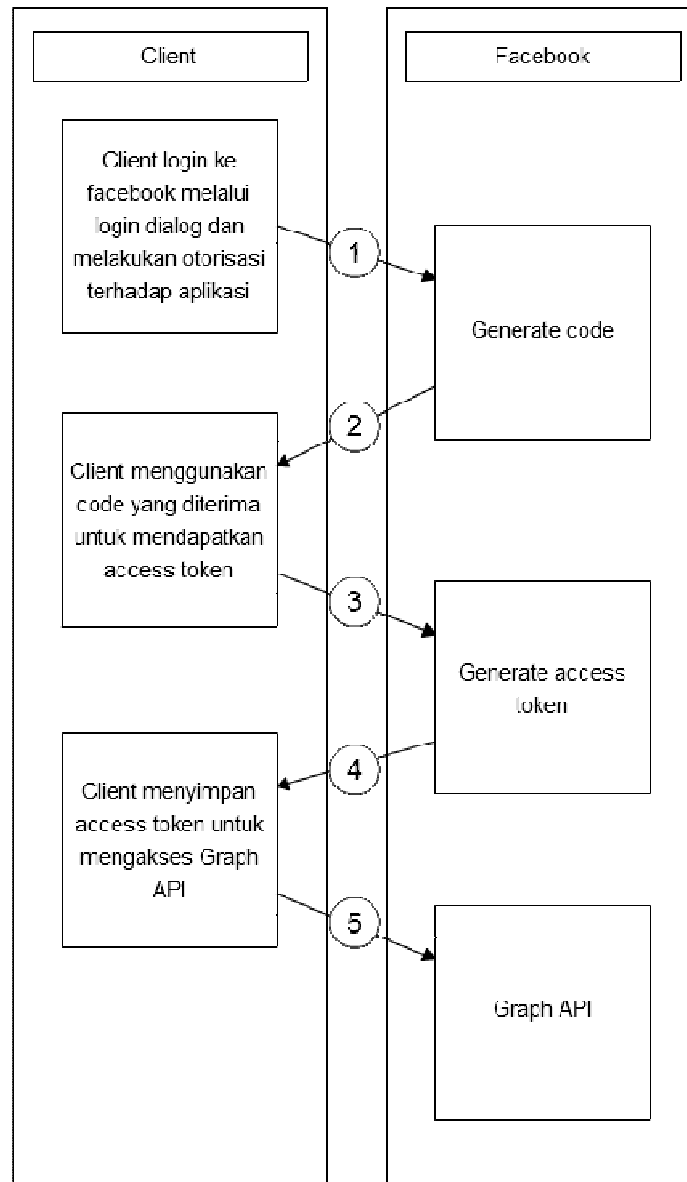 Client
Facebook
Client login ke
facebook melalui
login dialog dan
melakukan otorisasi
terhadap aplikasi
1
Generate code
2
Client menggunakan
code yang diterima
untuk mendapatkan
access token
3
Generate access
token
4
Client menyimpan
access token untuk
mengakses Graph
API
5
Graph API